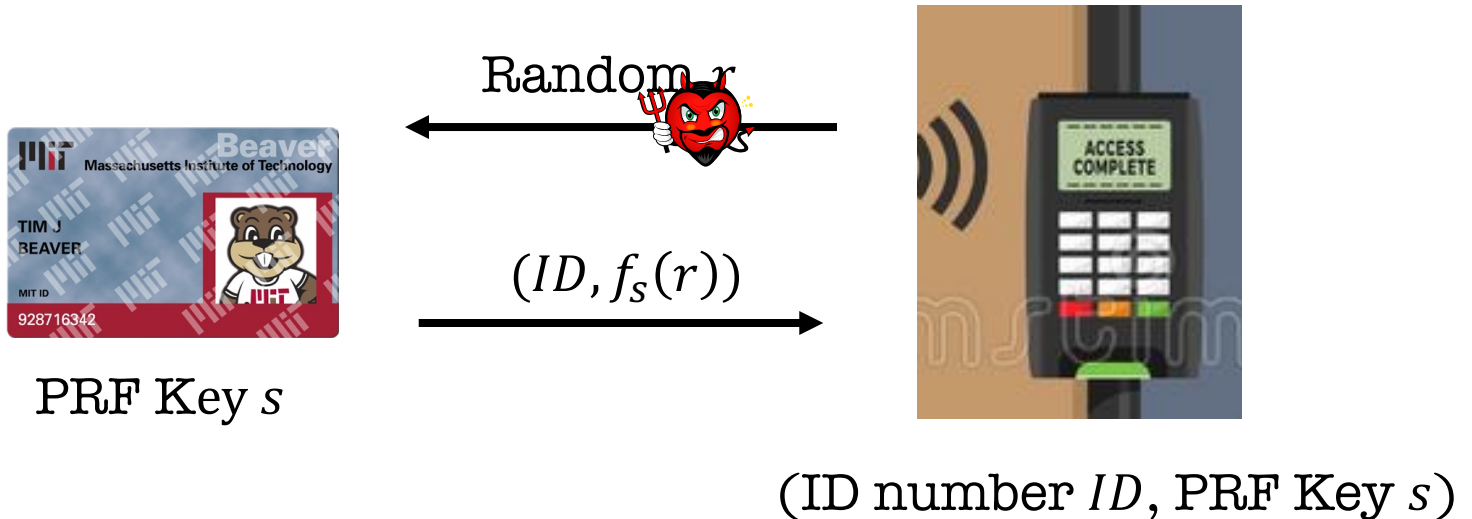 Random r
MIT Massachusetts Institute of Technology
Beaver
TIM J
BEAVER
MIT ID
928716342
ACCESS
COMPLETE
(ID, fₛ(r))
PRF Key s
(ID number ID, PRF Key s)